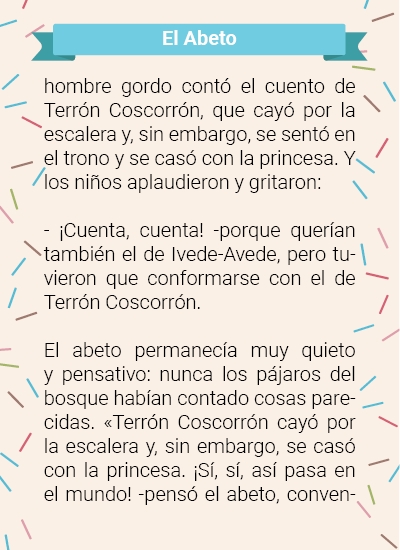 El Abeto
hombre gordo contó el cuento de
Terrón Coscorrón, que cayó por la
escalera y, sin embargo, se sentó en
el trono y se casó con la princesa. Y
los niños aplaudieron y gritaron:
- ¡Cuenta, cuenta! -porque querían
también el de Ivede-Avede, pero tu-
vieron que conformarse con el de
Terrón Coscorrón.
El abeto permanecía muy quieto
y pensativo: nunca los pájaros del
bosque habían contado cosas pare-
cidas. «Terrón Coscorrón cayó por
la escalera y, sin embargo, se casó
con la princesa. ¡Sí, sí, así pasa en
el mundo! -pensó el abeto, conven-